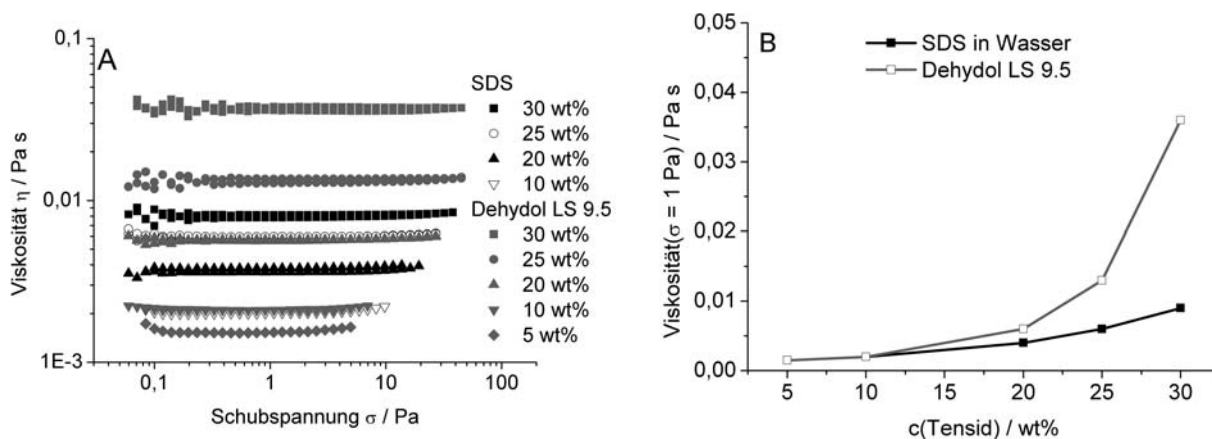 A
0,1
0,01
1E-3
Viskosität η / Pa s
0,1
1
10
100
Schubspannung σ / Pa
SDS
30 wt%
25 wt%
20 wt%
10 wt%
Dehydol LS 9.5
30 wt%
25 wt%
20 wt%
10 wt%
5 wt%
B
SDS in Wasser
Dehydol LS 9.5
0,05
0,04
0,03
0,02
0,01
0,00
Viskosität(σ = 1 Pa) / Pa s
5
10
15
20
25
30
c(Tensid) / wt%